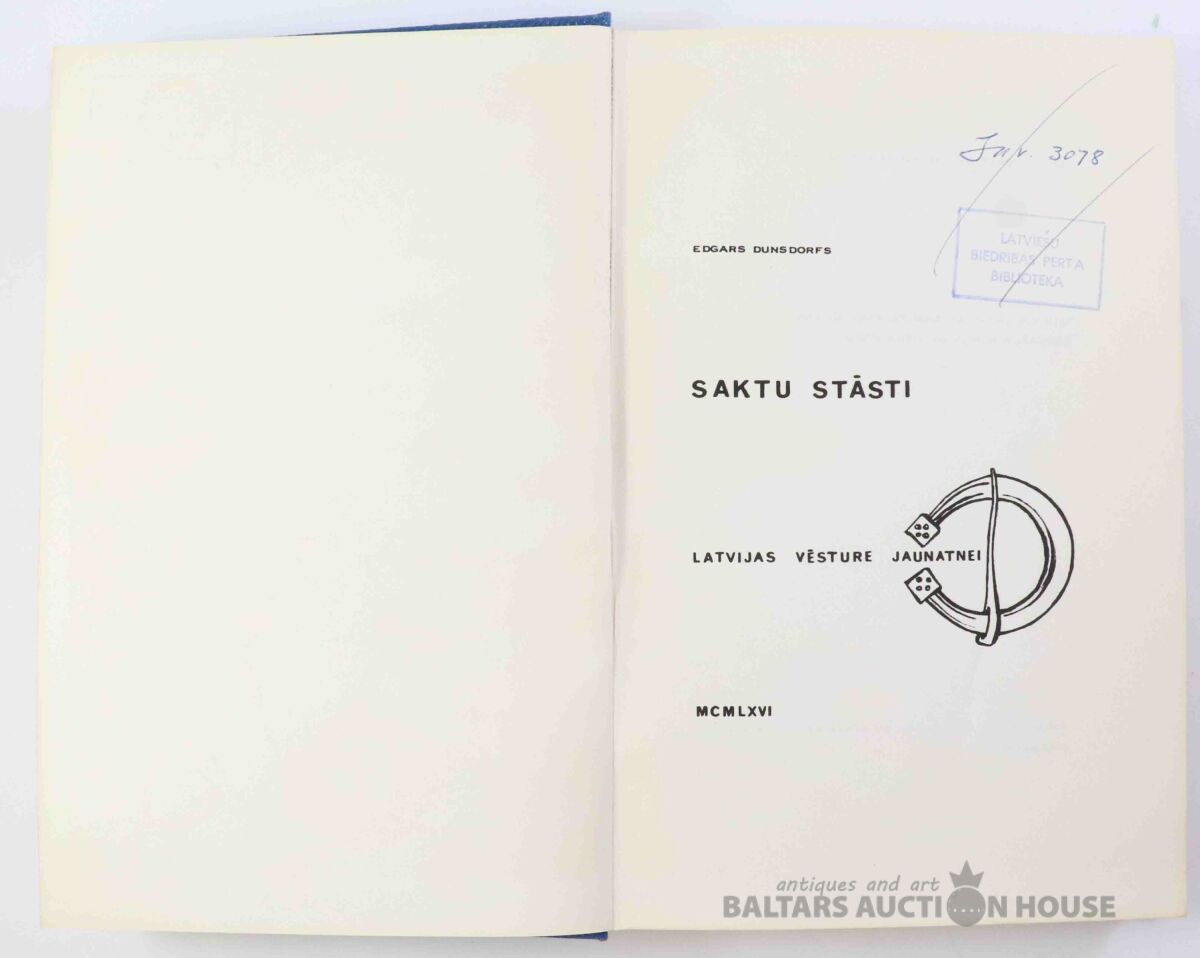 Inv. 3078
LATVIEŠU
BIEDRIBAS PERTA
BIBLIOTEKA
EDGARS DUNSDORFS
SAKTU STĀSTI
LATVIJAS VĒSTURE JAUNATNEI
MCMLXVI
antiques and art
BALTARS AUCTION HOUSE